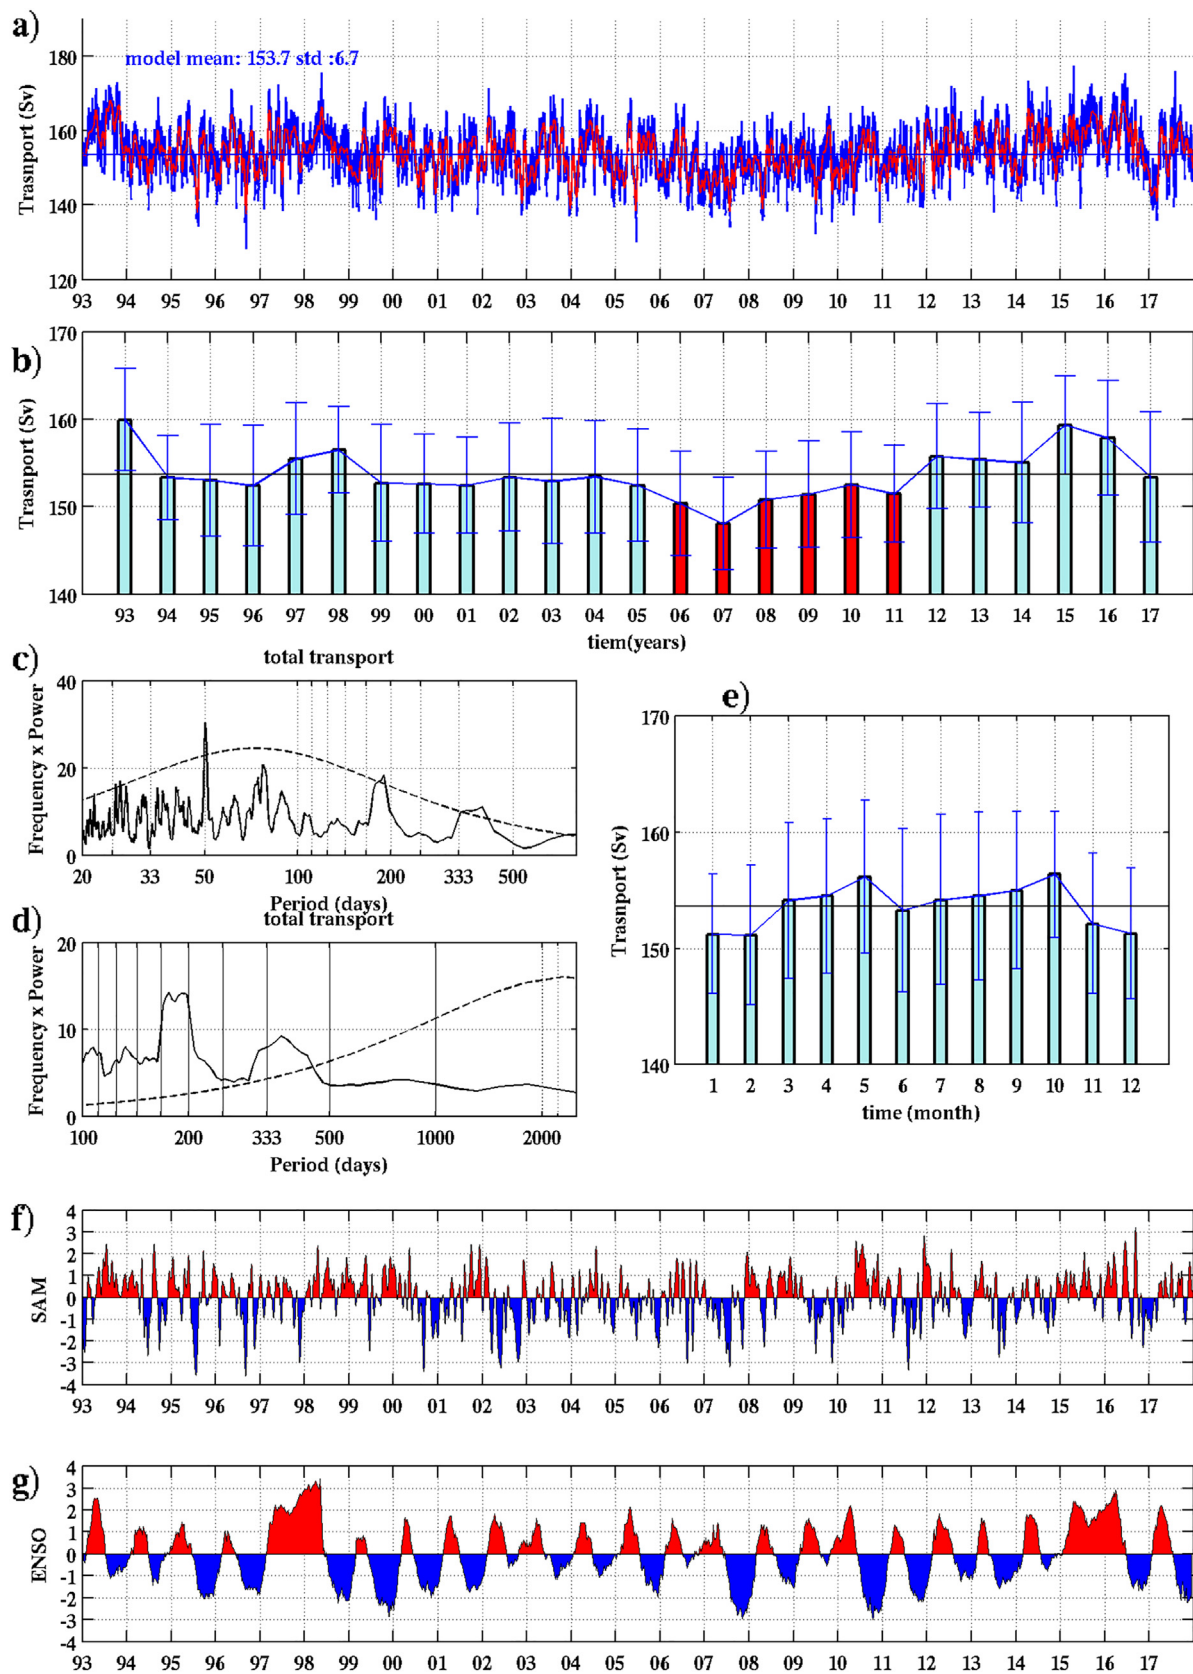 a)
model mean: 153.7 std :6.7
Trasnport (Sv)
180
160
140
120
93 94 95 96 97 98 99 00 01 02 03 04 05 06 07 08 09 10 11 12 13 14 15 16 17
b)
Trasnport (Sv)
170
160
150
140
93 94 95 96 97 98 99 00 01 02 03 04 05 06 07 08 09 10 11 12 13 14 15 16 17
tiem(years)
c)
total transport
Frequency x Power
40
20
0
20 33 50 100 200 333 500
Period (days)
d)
total transport
Frequency x Power
20
10
0
100 200 333 500 1000 2000
Period (days)
e)
Trasnport (Sv)
170
160
150
140
1 2 3 4 5 6 7 8 9 10 11 12
time (month)
f)
SAM
4
3
2
1
0
-1
-2
-3
-4
93 94 95 96 97 98 99 00 01 02 03 04 05 06 07 08 09 10 11 12 13 14 15 16 17
g)
ENSO
4
3
2
1
0
-1
-2
-3
-4
93 94 95 96 97 98 99 00 01 02 03 04 05 06 07 08 09 10 11 12 13 14 15 16 17